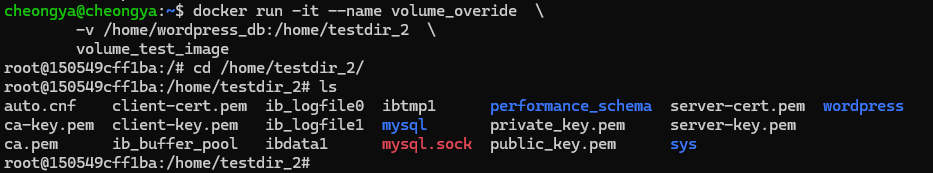 cheongya@cheongya:~$ docker run -it --name volume_overide  \
        -v /home/wordpress_db:/home/testdir_2  \
        volume_test_image
root@150549cff1ba:/# cd /home/testdir_2/
root@150549cff1ba:/home/testdir_2# ls
auto.cnf    client-cert.pem  ib_logfile0  ibtmp1      performance_schema  server-cert.pem  wordpress
ca-key.pem  client-key.pem   ib_logfile1  mysql       private_key.pem     server-key.pem
ca.pem      ib_buffer_pool   ibdata1      mysql.sock  public_key.pem      sys
root@150549cff1ba:/home/testdir_2#